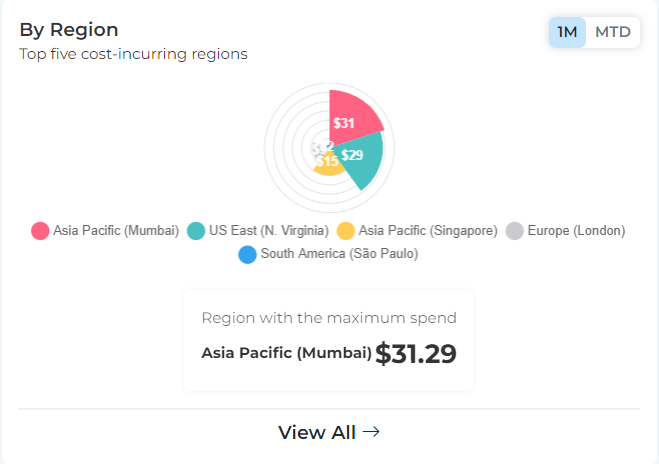 By Region
1M MTD
Top five cost-incurring regions
$31
$29
$15
Asia Pacific (Mumbai) US East (N. Virginia) Asia Pacific (Singapore) Europe (London)
South America (São Paulo)
Region with the maximum spend
Asia Pacific (Mumbai) $31.29
View All →